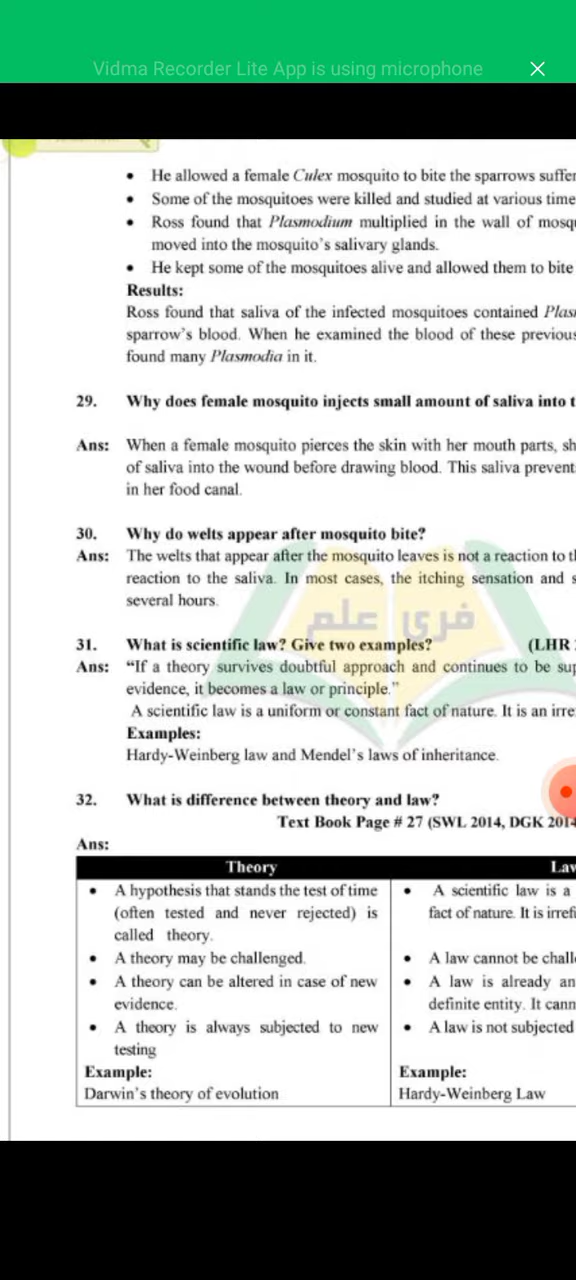 Vidma Recorder Lite App is using microphone
• He allowed a female Culex mosquito to bite the sparrows
• Some of the mosquitoes were killed and studied at various
• Ross found that Plasmodium multiplied in the wall of
moved into the mosquito's salivary glands.
• He kept some of the mosquitoes alive and allowed them to bite
Results:
Ross found that saliva of the infected mosquitoes contained
sparrow's blood. When he examined the blood of these
found many Plasmodia in it.
29. Why does female mosquito injects small amount of saliva into
Ans: When a female mosquito pierces the skin with her mouth parts,
of saliva into the wound before drawing blood. This saliva
in her food canal.
30. Why do welts appear after mosquito bite?
Ans: The welts that appear after the mosquito leaves is not a reaction to
reaction to the saliva. In most cases, the itching sensation and
several hours.
فری علم
31. What is scientific law? Give two examples? (LHR
Ans: “If a theory survives doubtful approach and continues to be
evidence, it becomes a law or principle.”
A scientific law is a uniform or constant fact of nature. It is an
Examples:
Hardy-Weinberg law and Mendel's laws of inheritance.
32. What is difference between theory and law?
Text Book Page # 27 (SWL 2014, DGK 2014
Ans:
Theory
• A hypothesis that stands the test of time
(often tested and never rejected) is
called theory.
• A theory may be challenged.
• A theory can be altered in case of new
evidence.
• A theory is always subjected to new
testing
Example:
Darwin's theory of evolution
Law
• A scientific law is a
fact of nature. It is
• A law cannot be
• A law is already an
definite entity. It
• A law is not subjected
Example:
Hardy-Weinberg Law